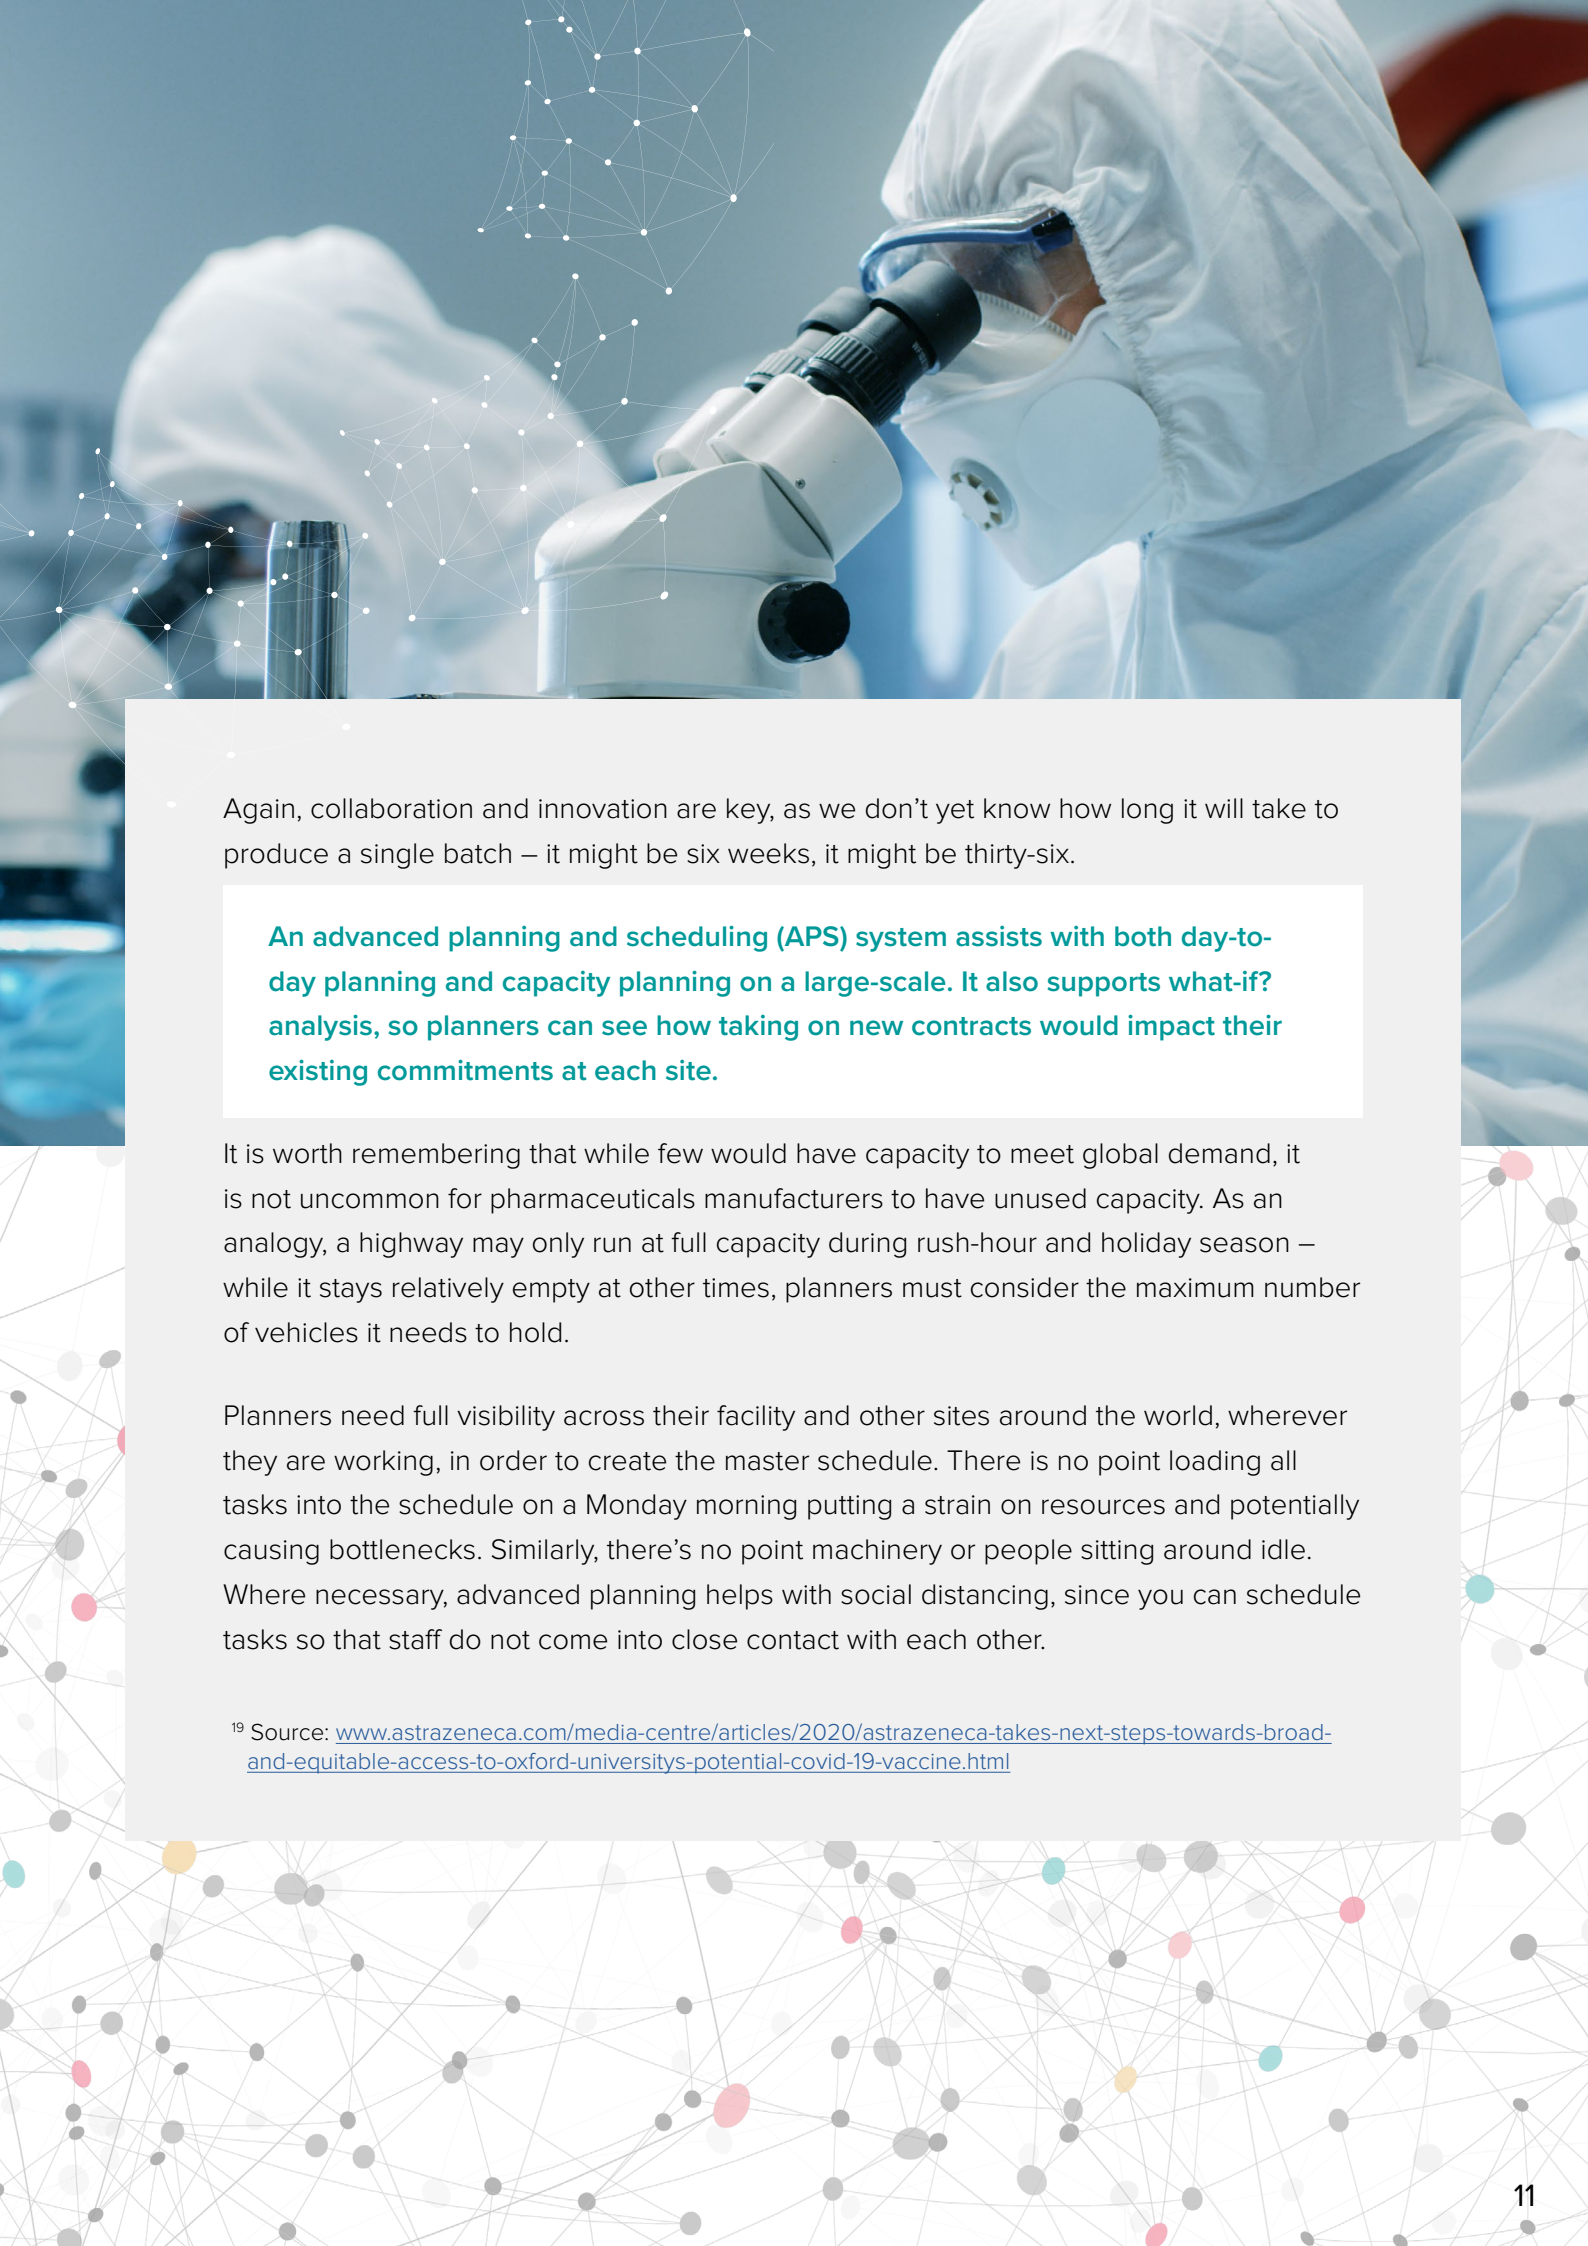 Again, collaboration and innovation are key, as we don’t yet know how long it will take to
produce a single batch – it might be six weeks, it might be thirty-six.
An advanced planning and scheduling (APS) system assists with both day-to-
day planning and capacity planning on a large-scale. It also supports what-if?
analysis, so planners can see how taking on new contracts would impact their
existing commitments at each site.
It is worth remembering that while few would have capacity to meet global demand, it
is not uncommon for pharmaceuticals manufacturers to have unused capacity. As an
analogy, a highway may only run at full capacity during rush-hour and holiday season –
while it stays relatively empty at other times, planners must consider the maximum number
of vehicles it needs to hold.
Planners need full visibility across their facility and other sites around the world, wherever
they are working, in order to create the master schedule. There is no point loading all
tasks into the schedule on a Monday morning putting a strain on resources and potentially
causing bottlenecks. Similarly, there’s no point machinery or people sitting around idle.
Where necessary, advanced planning helps with social distancing, since you can schedule
tasks so that staff do not come into close contact with each other.
19 Source: www.astrazeneca.com/media-centre/articles/2020/astrazeneca-takes-next-steps-towards-broad-
and-equitable-access-to-oxford-universitys-potential-covid-19-vaccine.html
11